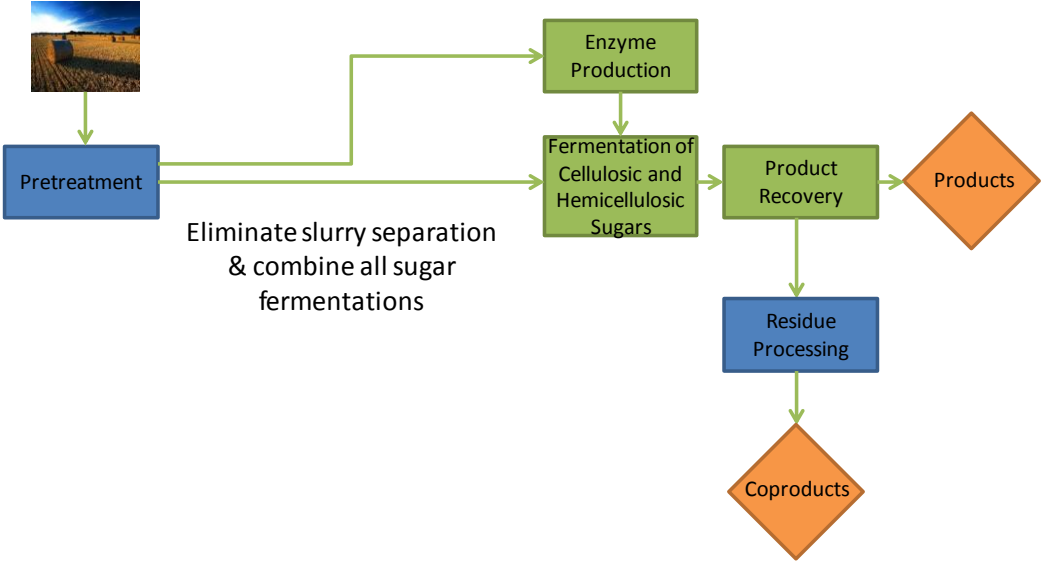 Enzyme
Production
Pretreatment
Fermentation of
Cellulosic and
Hemicellulosic
Sugars
Product
Recovery
Products
Eliminate slurry separation
& combine all sugar
fermentations
Residue
Processing
Coproducts